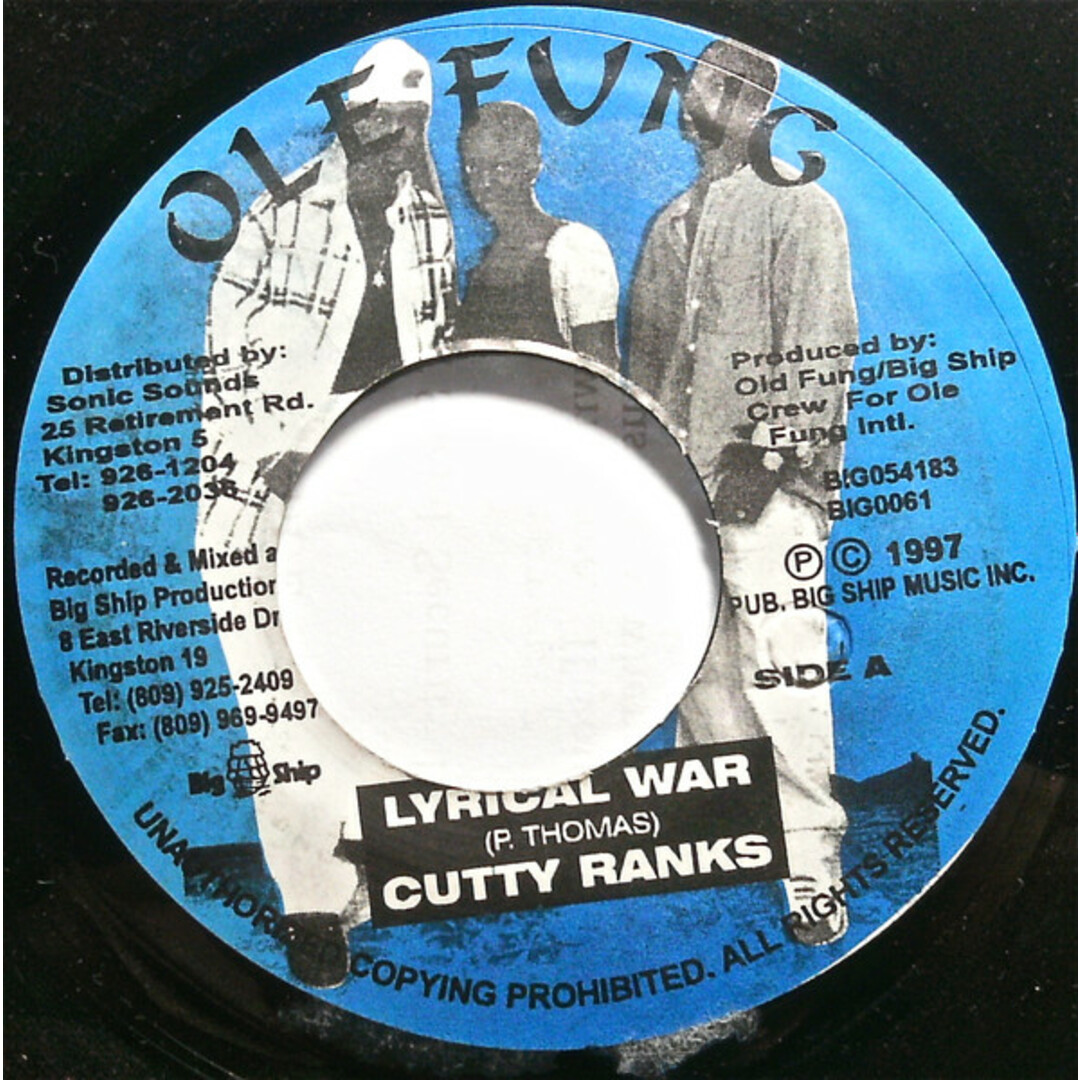 OLE FUNG
Distributed by:
Sonic Sounds
25 Retirement Rd.
Kingston 5
Tel: 926-1204
Produced by:
Old Fung/Big Ship
Crew For Ole
Fung Intl.
BIG054183
BIG0061
Ⓟ © 1997
PUB. BIG SHIP MUSIC INC.
SIDE A
Recorded & Mixed a
Big Ship Production
8 East Riverside Dr
Kingston 19
Tel: (809) 925-2409
Fax: (809) 969-9497
Big Ship
LYRICAL WAR
(P. THOMAS)
CUTTY RANKS
UNAUTHORIZED COPYING PROHIBITED. ALL RIGHTS RESERVED.